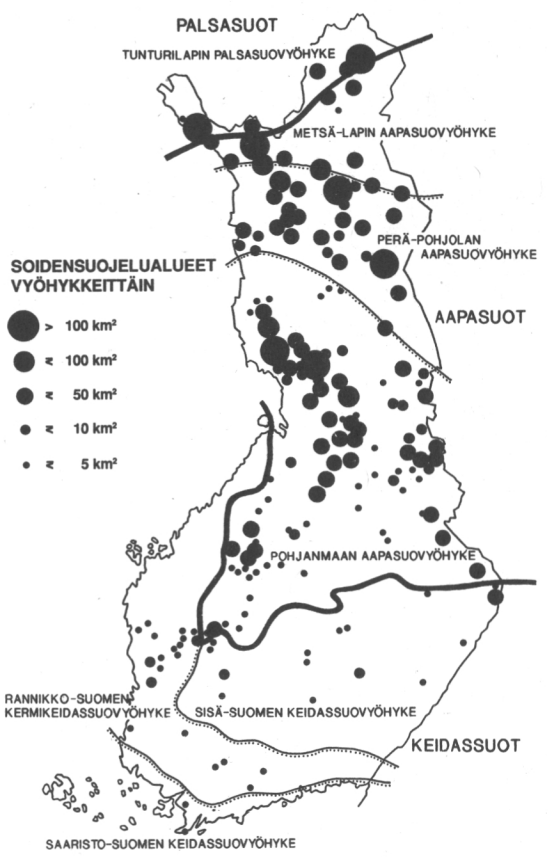 PALSASUOT
TUNTURILAPIN PALSASUOVYÖHYKE
METSÄ-LAPIN AAPASUOVYÖHYKE
PERÄ-POHJOLAN
AAPASUOVYÖHYKE
SOIDENSUOJELUALUEET
VYÖHYKKEITTÄIN
AAPASUOT
> 100 km²
≤ 100 km²
≤ 50 km²
≤ 10 km²
≤ 5 km²
POHJANMAAN AAPASUOVYÖHYKE
RANNIKKO-SUOMEN
KERMIKEIDASSUOVYÖHYKE
SISÄ-SUOMEN KEIDASSUOVYÖHYKE
KEIDASSUOT
SAARISTO-SUOMEN KEIDASSUOVYÖHYKE